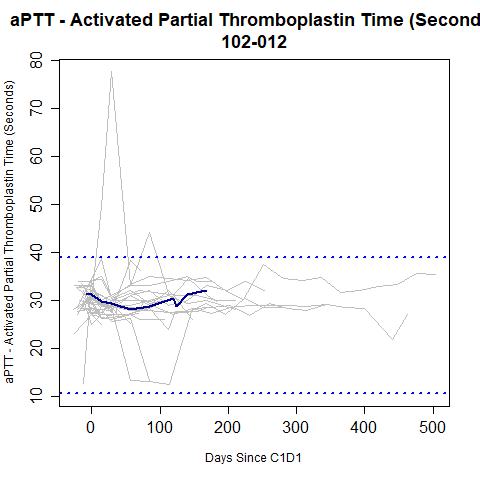 aPTT - Activated Partial Thromboplastin Time (Second
102-012
80
70
60
50
40
30
20
10
aPTT - Activated Partial Thromboplastin Time (Seconds)
0 100 200 300 400 500
Days Since C1D1